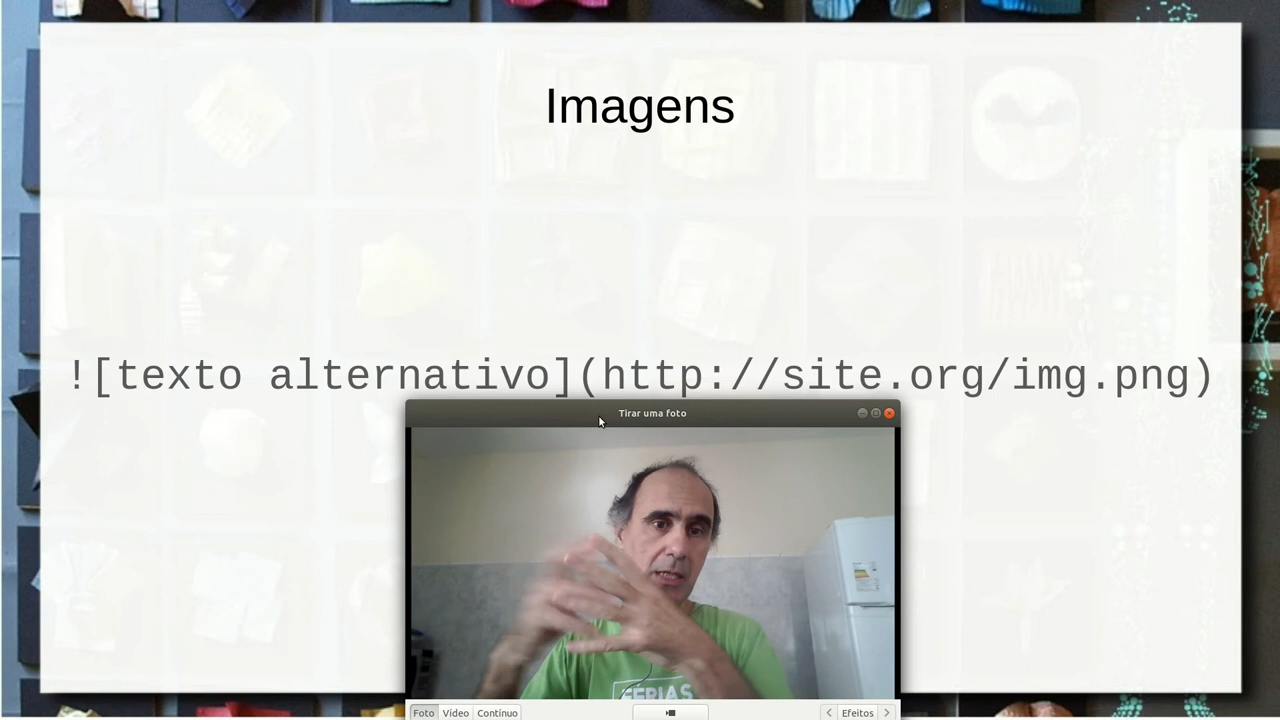 Imagens
![texto alternativo](http://site.org/img.png)
Tirar uma foto
FÉRIAS
Foto Vídeo Contínuo Efeitos